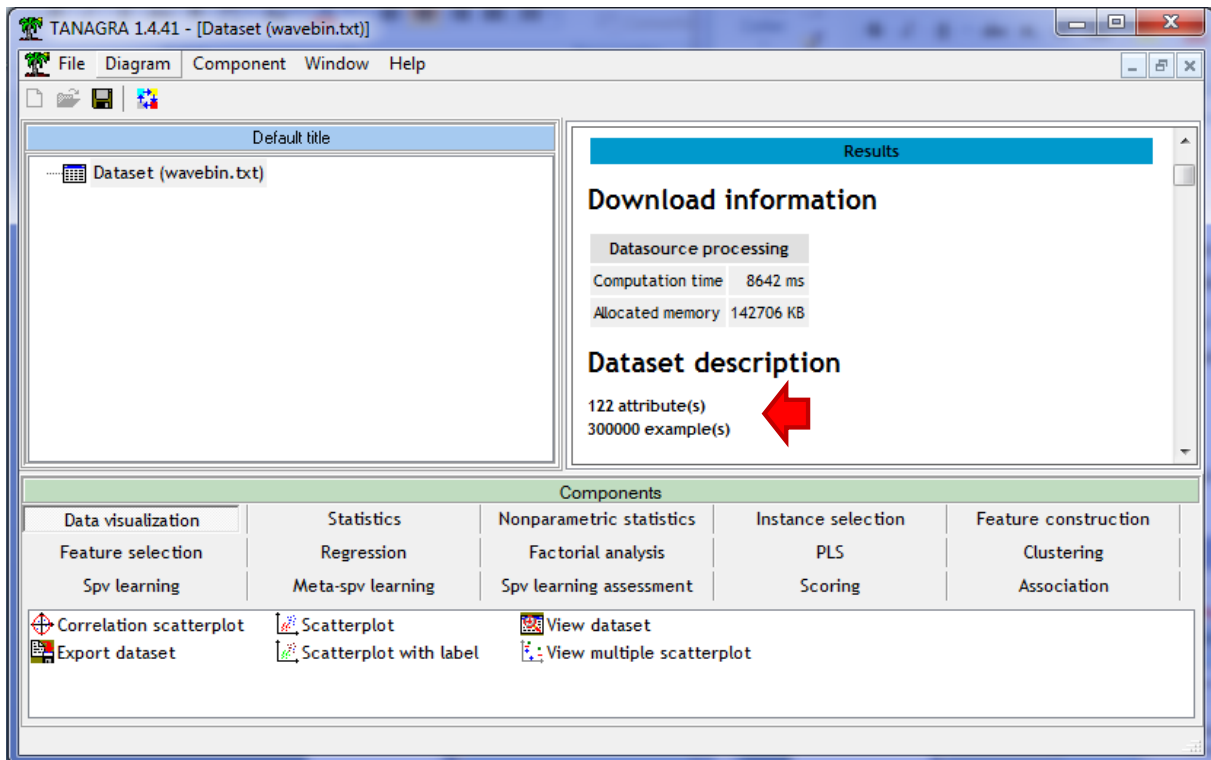 TANAGRA 1.4.41 - [Dataset (wavebin.txt)]
File Diagram Component Window Help
Default title
Dataset (wavebin.txt)
Results
Download information
Datasource processing
Computation time 8642 ms
Allocated memory 142706 KB
Dataset description
122 attribute(s)
300000 example(s)
Components
Data visualization Statistics Nonparametric statistics Instance selection Feature construction
Feature selection Regression Factorial analysis PLS Clustering
Spv learning Meta-spv learning Spv learning assessment Scoring Association
Correlation scatterplot Scatterplot View dataset
Export dataset Scatterplot with label View multiple scatterplot